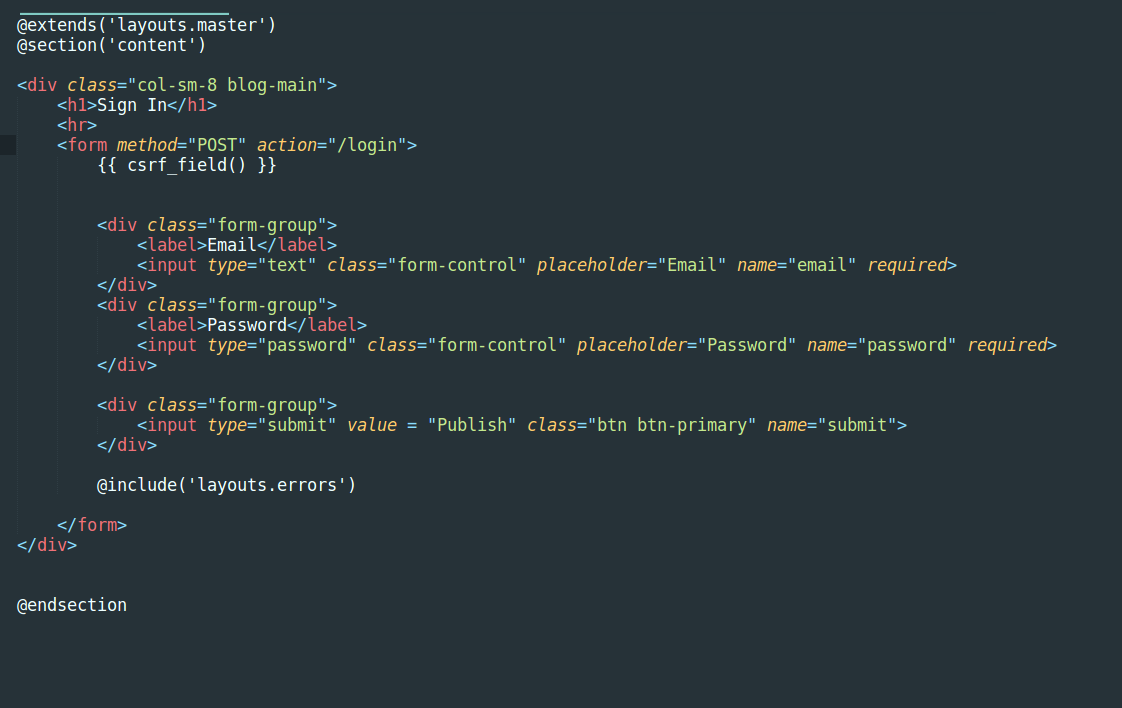 @extends('layouts.master')
@section('content')
<div class="col-sm-8 blog-main">
    <h1>Sign In</h1>
    <hr>
    <form method="POST" action="/login">
        {{ csrf_field() }}
        <div class="form-group">
            <label>Email</label>
            <input type="text" class="form-control" placeholder="Email" name="email" required>
        </div>
        <div class="form-group">
            <label>Password</label>
            <input type="password" class="form-control" placeholder="Password" name="password" required>
        </div>
        <div class="form-group">
            <input type="submit" value = "Publish" class="btn btn-primary" name="submit">
        </div>
        @include('layouts.errors')
    </form>
</div>
@endsection